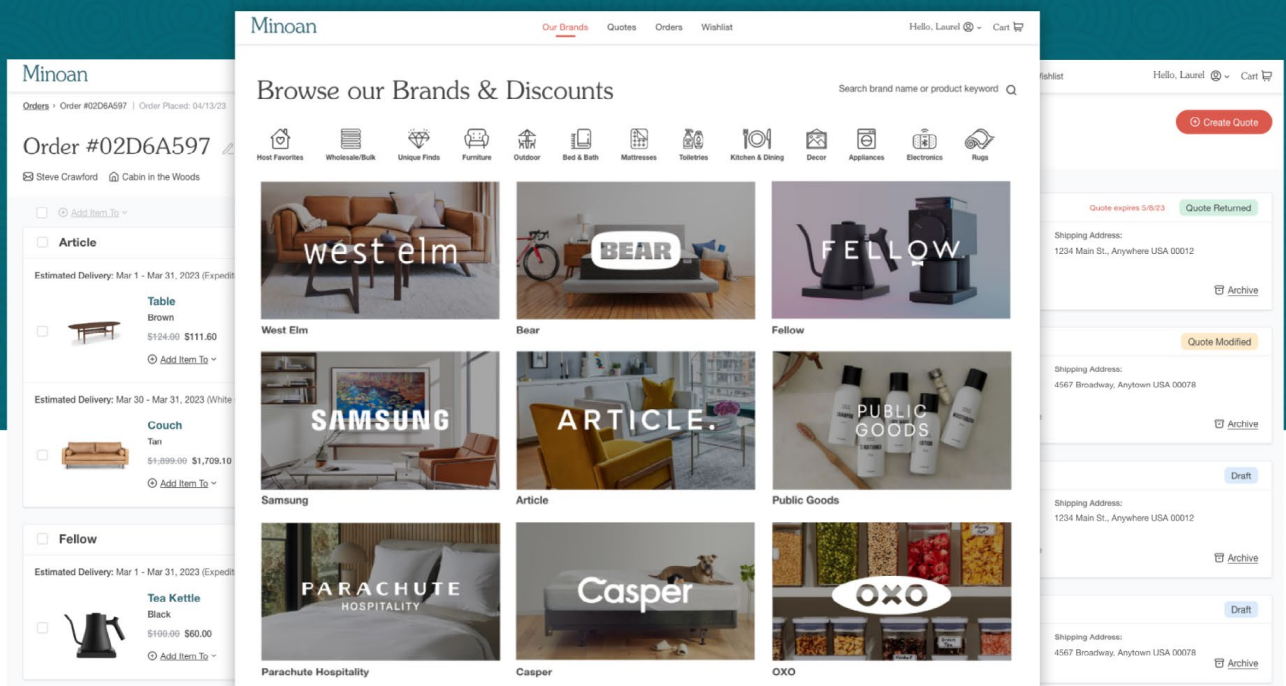 Minoan
Our Brands Quotes Orders Wishlist
Hello, Laurel Cart
Browse our Brands & Discounts
Search brand name or product keyword
Host Favorites Wholesale/Bulk Unique Finds Furniture Outdoor Bed & Bath Mattresses Toiletries Kitchen & Dining Decor Appliances Electronics Rugs
west elm
BEAR
FELLOW
West Elm
Bear
Fellow
SAMSUNG
ARTICLE.
PUBLIC
GOODS
Samsung
Article
Public Goods
PARACHUTE
HOSPITALITY
Casper
OXO
Parachute Hospitality
Casper
OXO
Minoan
Orders > Order #02D6A597 | Order Placed: 04/13/23
Order #02D6A597
Steve Crawford Cabin in the Woods
Add Item To
Article
Estimated Delivery: Mar 1 - Mar 31, 2023 (Expedit
Table
Brown
$124.00 $111.60
Add Item To
Estimated Delivery: Mar 30 - Mar 31, 2023 (White
Couch
Tan
$1,899.00 $1,709.10
Add Item To
Fellow
Estimated Delivery: Mar 1 - Mar 31, 2023 (Expedit
Tea Kettle
Black
$100.00 $60.00
Add Item To
ishlist
Hello, Laurel Cart
Create Quote
Quote expires 5/8/23 Quote Returned
Shipping Address:
1234 Main St., Anywhere USA 00012
Archive
Quote Modified
Shipping Address:
4567 Broadway, Anytown USA 00078
Archive
Draft
Shipping Address:
1234 Main St., Anywhere USA 00012
Archive
Draft
Shipping Address:
4567 Broadway, Anytown USA 00078
Archive